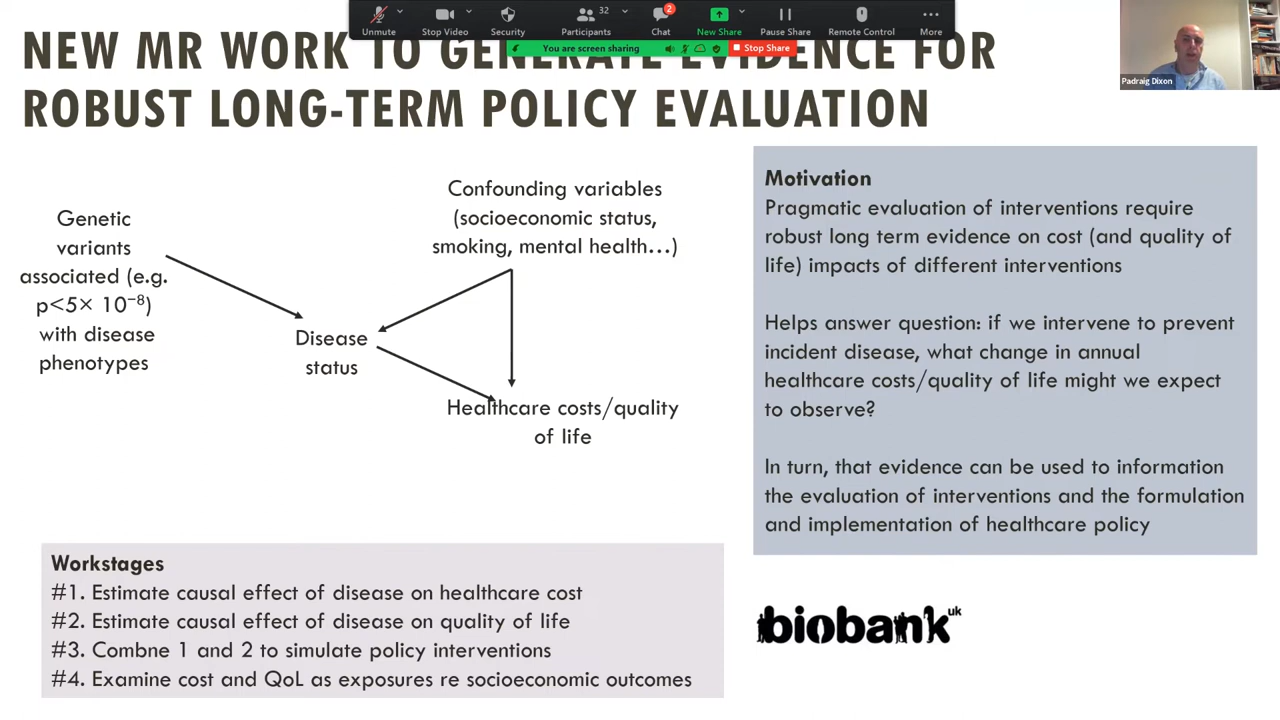 32
2
Unmute
Stop Video
Security
Participants
Chat
New Share
Pause Share
Remote Control
More
You are screen sharing
Stop Share
Padraig Dixon
NEW MR WORK TO GENERATE EVIDENCE FOR
ROBUST LONG-TERM POLICY EVALUATION
Genetic
variants
associated (e.g.
p<5× 10⁻⁸)
with disease
phenotypes
Confounding variables
(socioeconomic status,
smoking, mental health…)
Disease
status
Healthcare costs/quality
of life
Motivation
Pragmatic evaluation of interventions require
robust long term evidence on cost (and quality of
life) impacts of different interventions
Helps answer question: if we intervene to prevent
incident disease, what change in annual
healthcare costs/quality of life might we expect
to observe?
In turn, that evidence can be used to information
the evaluation of interventions and the formulation
and implementation of healthcare policy
Workstages
#1. Estimate causal effect of disease on healthcare cost
#2. Estimate causal effect of disease on quality of life
#3. Combne 1 and 2 to simulate policy interventions
#4. Examine cost and QoL as exposures re socioeconomic outcomes
biobank uk